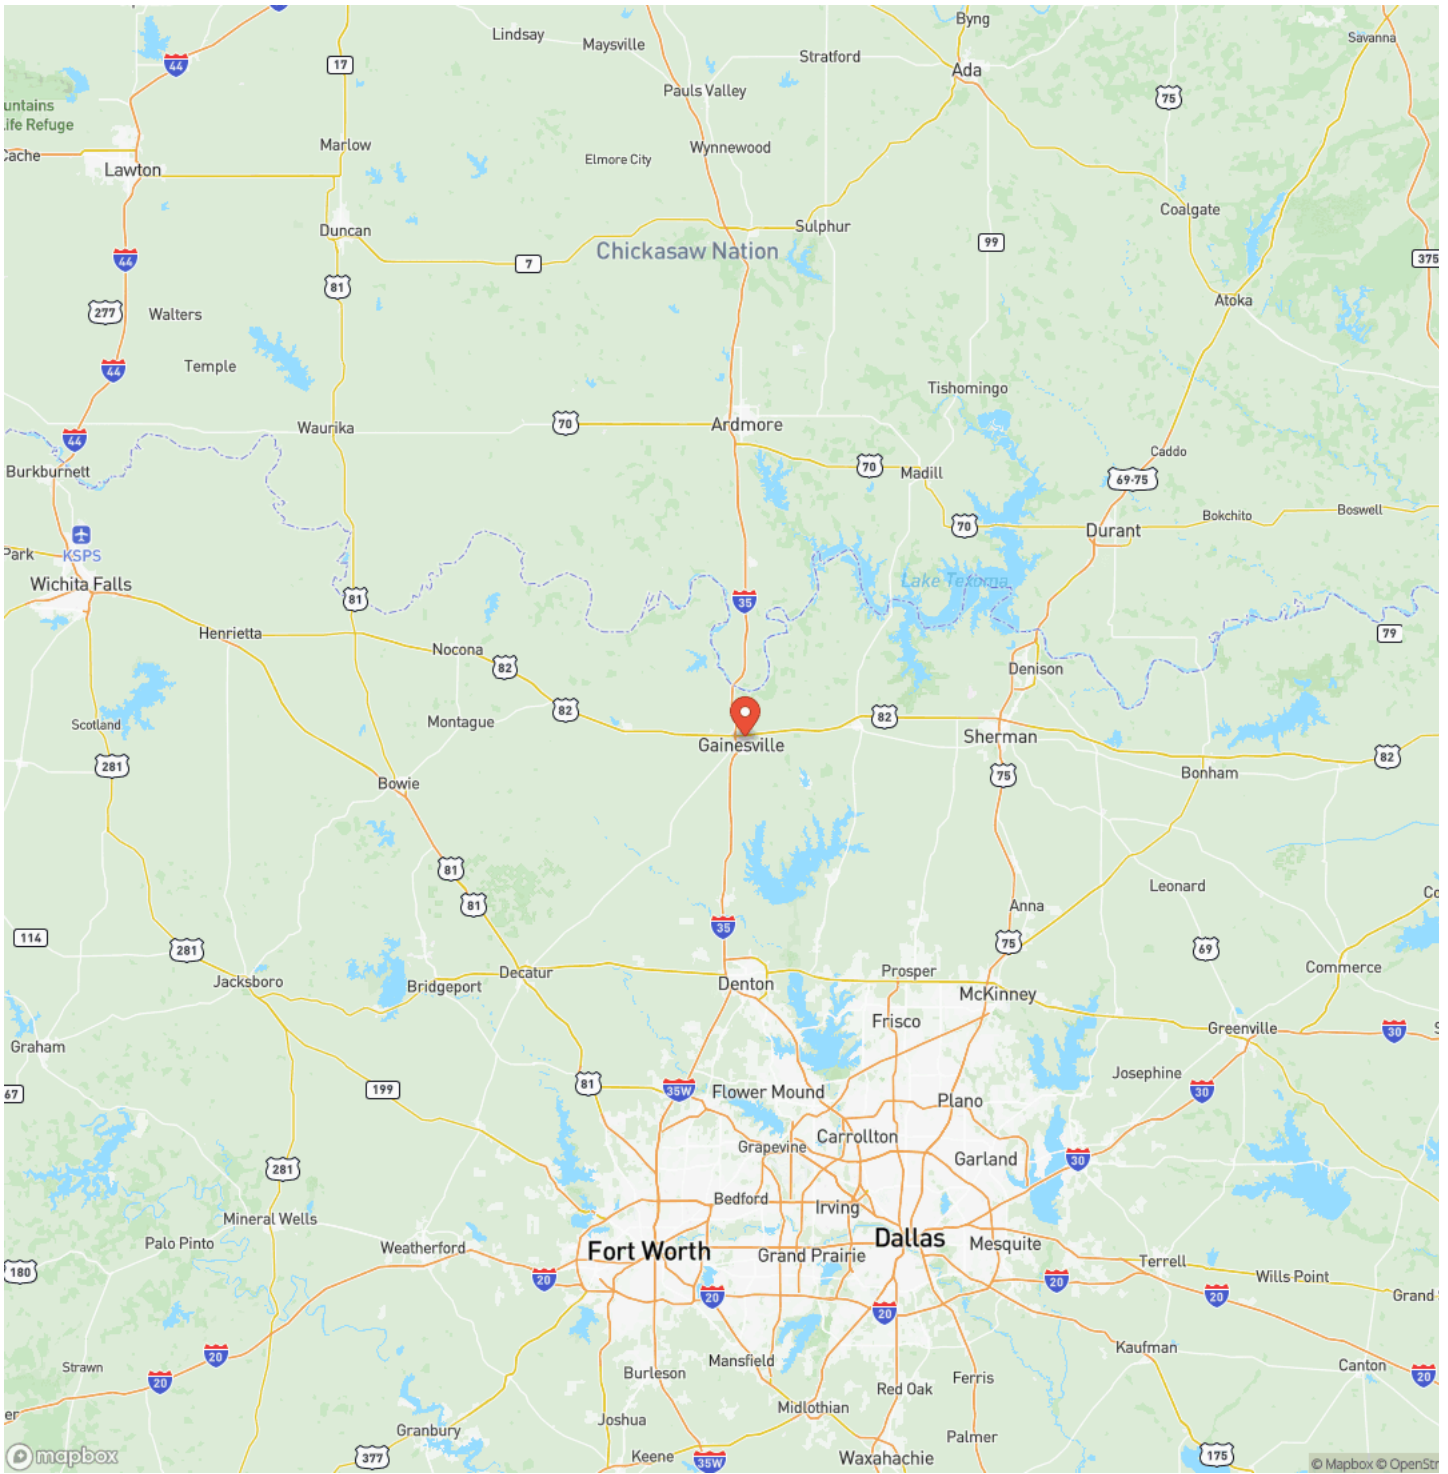 Byng
Lindsay
Savanna
Maysville
Stratford
44
17
Ada
Pauls Valley
75
untains
ife Refuge
Marlow
Wynnewood
Cache
Elmore City
Lawton
Coalgate
Duncan
Sulphur
99
Chickasaw Nation
44
7
375
81
Atoka
277
Walters
44
Temple
Tishomingo
70
Ardmore
Waurika
44
Caddo
Burkburnett
70
Madill
69-75
Boswell
Bokchito
70
Durant
Park
KSPS
Lake Texoma
Wichita Falls
81
35
Henrietta
79
Nocona
82
Denison
82
82
Scotland
Montague
Sherman
Gainesville
82
281
75
Bonham
Bowie
81
Leonard
Co
81
Anna
35
114
75
69
281
Commerce
Decatur
Prosper
Jacksboro
Bridgeport
Denton
McKinney
Frisco
Greenville
30
S
Graham
Josephine
81
35W
Flower Mound
199
67
30
Plano
Carrollton
Grapevine
Garland
30
281
Bedford
Irving
Mineral Wells
Dallas
Palo Pinto
Weatherford
Fort Worth
Grand Prairie
Mesquite
Terrell
180
20
20
Wills Point
20
20
Grand S
20
Kaufman
20
Mansfield
Strawn
Canton
Burleson
20
Ferris
20
Red Oak
Midlothian
er
Joshua
Granbury
Palmer
mapbox
377
Keene
35W
Waxahachie
175
© Mapbox © OpenStr